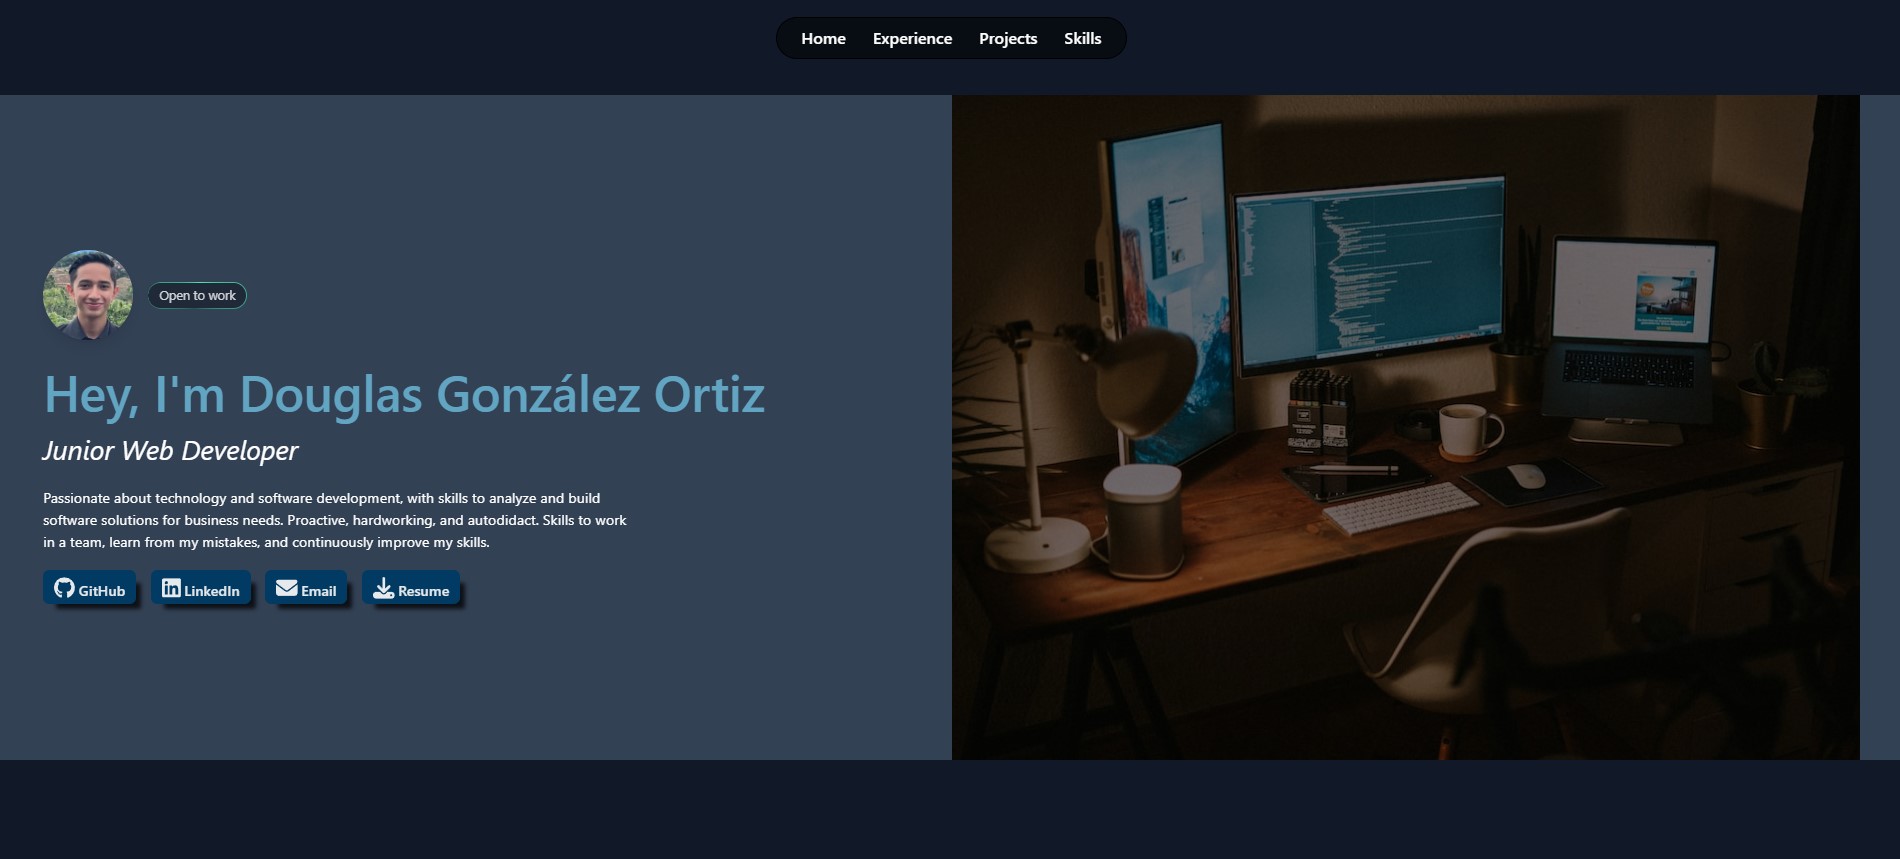 Home Experience Projects Skills
Open to work
Hey, I'm Douglas González Ortiz
Junior Web Developer
Passionate about technology and software development, with skills to analyze and build
software solutions for business needs. Proactive, hardworking, and autodidact. Skills to work
in a team, learn from my mistakes, and continuously improve my skills.
GitHub LinkedIn Email Resume